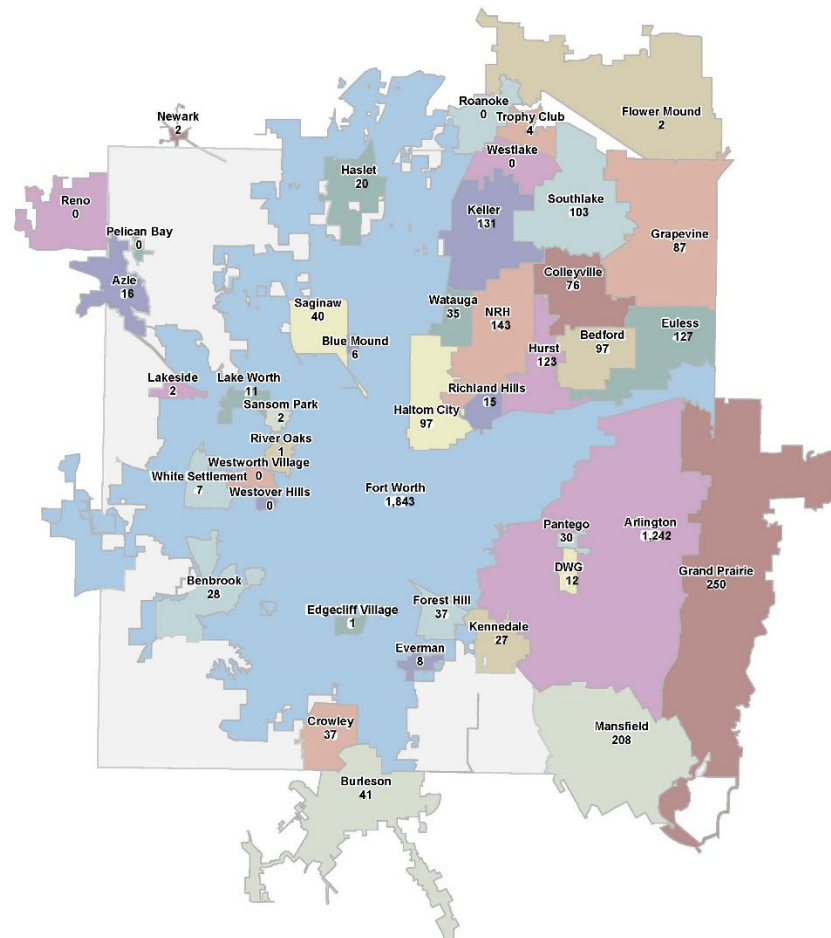 Roanoke
0
Flower Mound
2
Newark
2
Trophy Club
4
Westlake
0
Haslet
20
Southlake
103
Reno
0
Keller
131
Pelican Bay
0
Grapevine
87
Colleyville
76
Azle
16
Saginaw
40
Watauga
35
NRH
143
Euless
127
Blue Mound
6
Hurst
123
Bedford
97
Lakeside
2
Lake Worth
11
Richland Hills
15
Sansom Park
2
Haltom City
97
River Oaks
1
Westworth Village
0
White Settlement
7
Westover Hills
0
Fort Worth
1,843
Pantego
30
Arlington
1,242
DWG
12
Grand Prairie
250
Benbrook
28
Edgecliff Village
1
Forest Hill
37
Kennedale
27
Everman
8
Crowley
37
Mansfield
208
Burleson
41